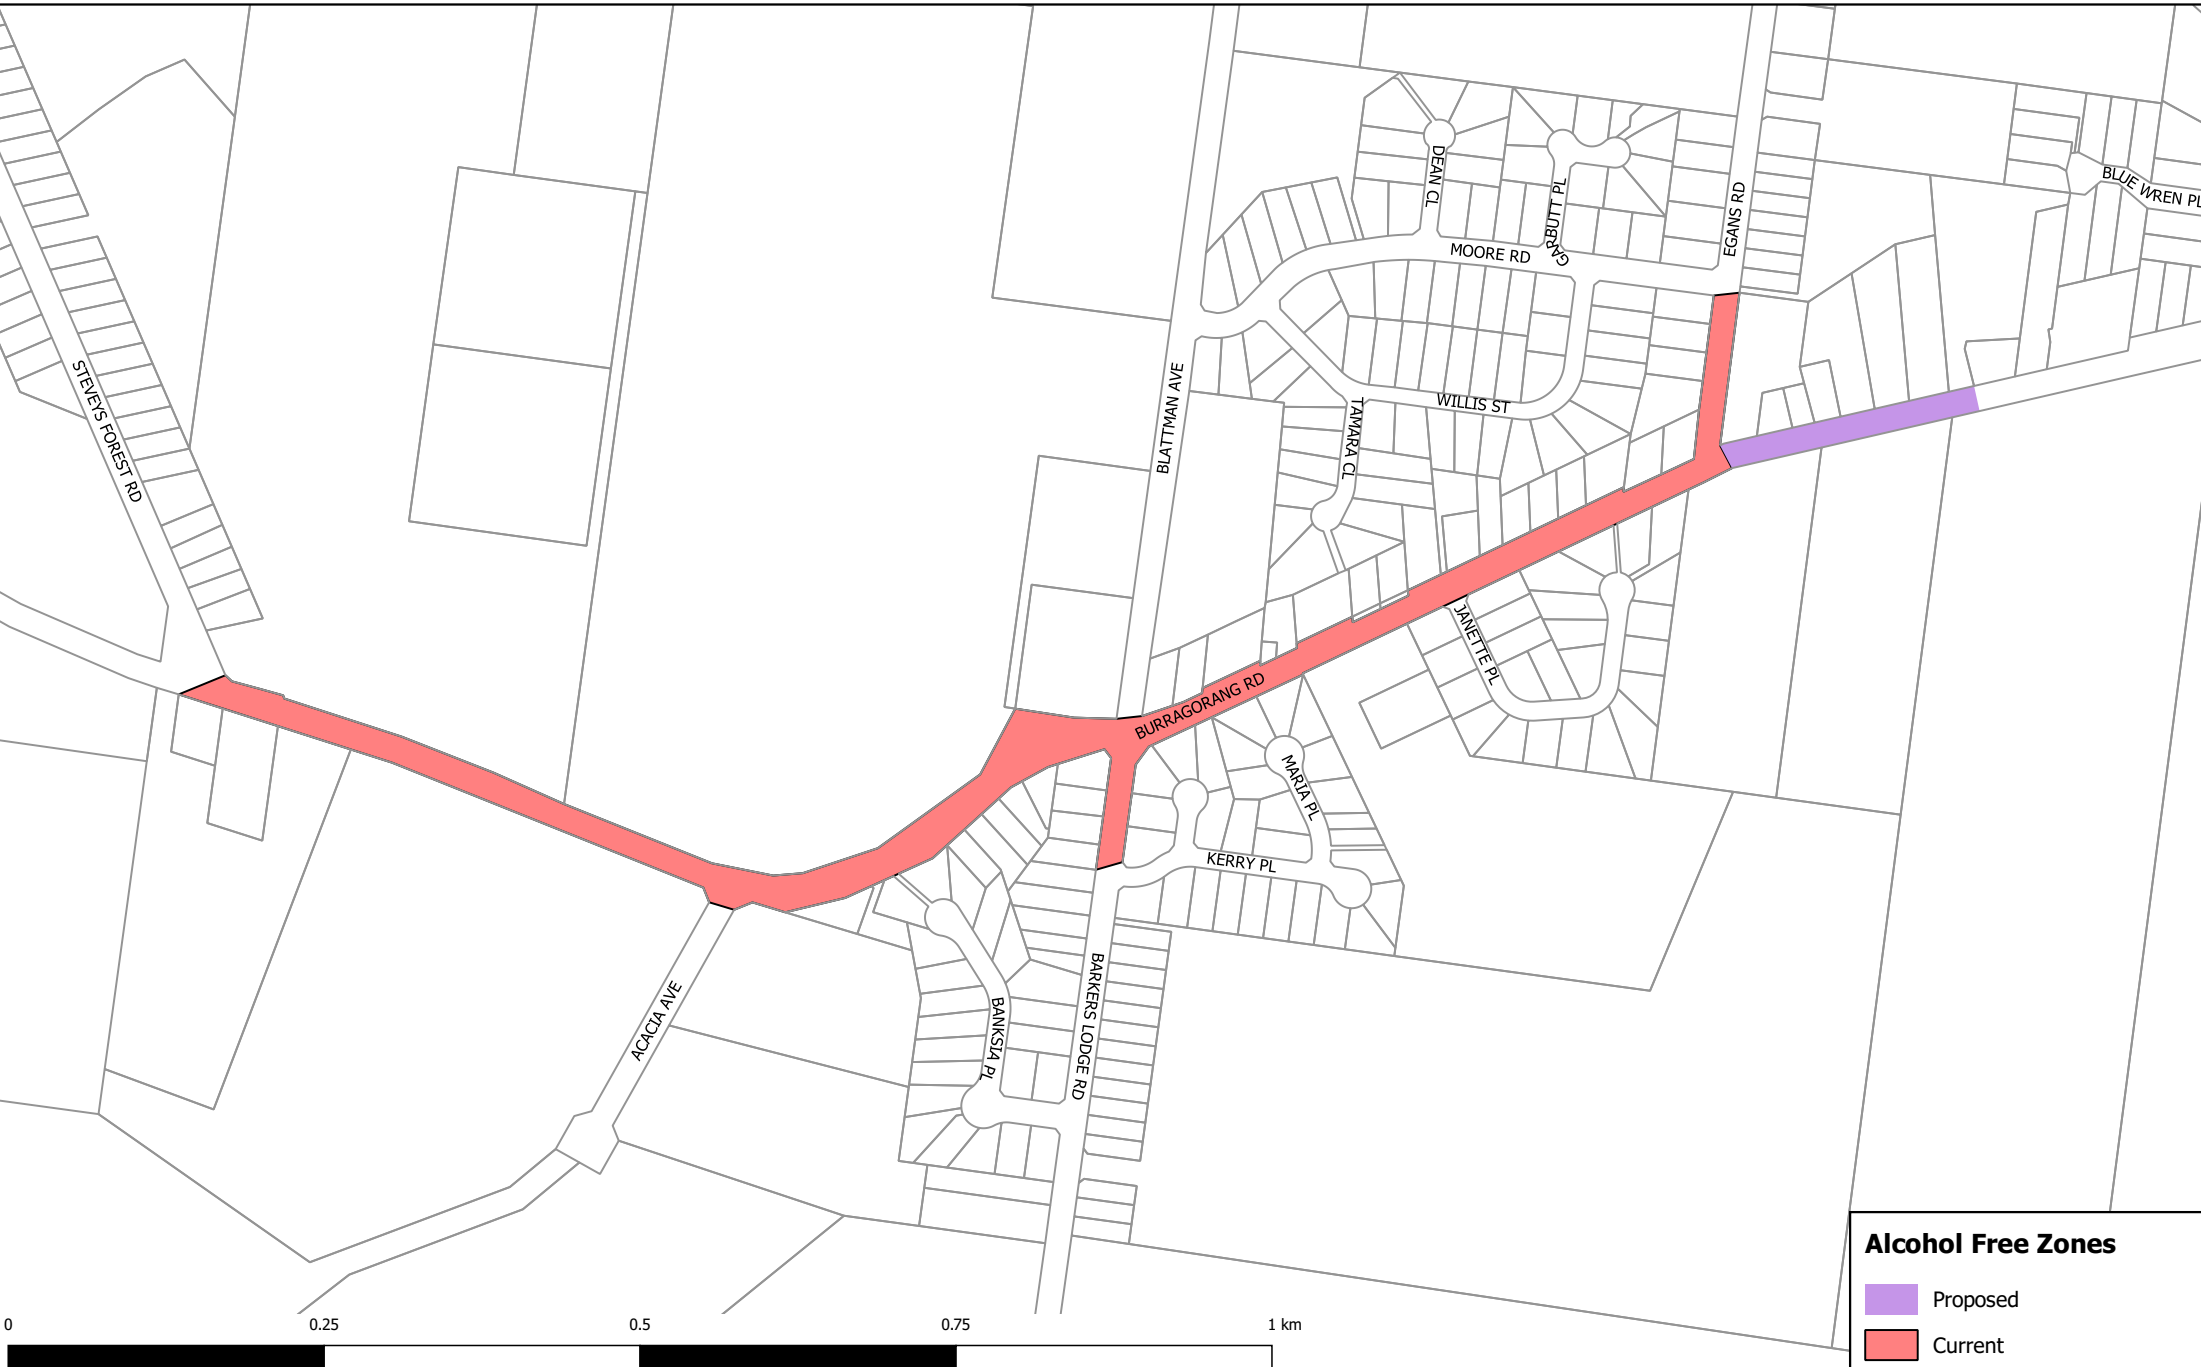 DEAN CL
GARBUTT PL
EGANS RD
BLUE WREN PL
MOORE RD
STEVEYS FOREST RD
BLATTMAN AVE
WILLIS ST
TAMARA CL
JANETTE PL
BURRAGORANG RD
MARIA PL
KERRY PL
ACACIA AVE
BANKSIA PL
BARKERS LODGE RD
Alcohol Free Zones
Proposed
Current
0 0.25 0.5 0.75 1 km